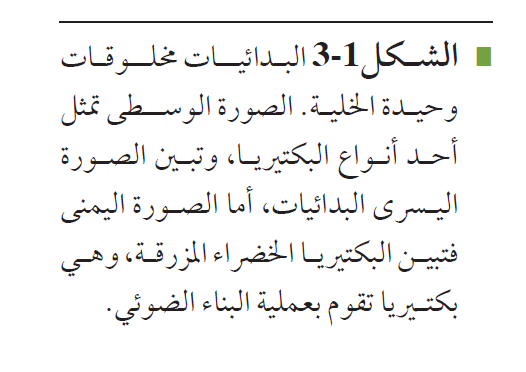 الشكل 1-3 البدائيات مخلوقات
وحيدة الخلية. الصورة الوسطى تمثل
أحد أنواع البكتيريا، وتبين الصورة
اليسرى البدائيات، أما الصورة اليمنى
فتبين البكتيريا الخضراء المزرقة، وهي
بكتيريا تقوم بعملية البناء الضوئي.